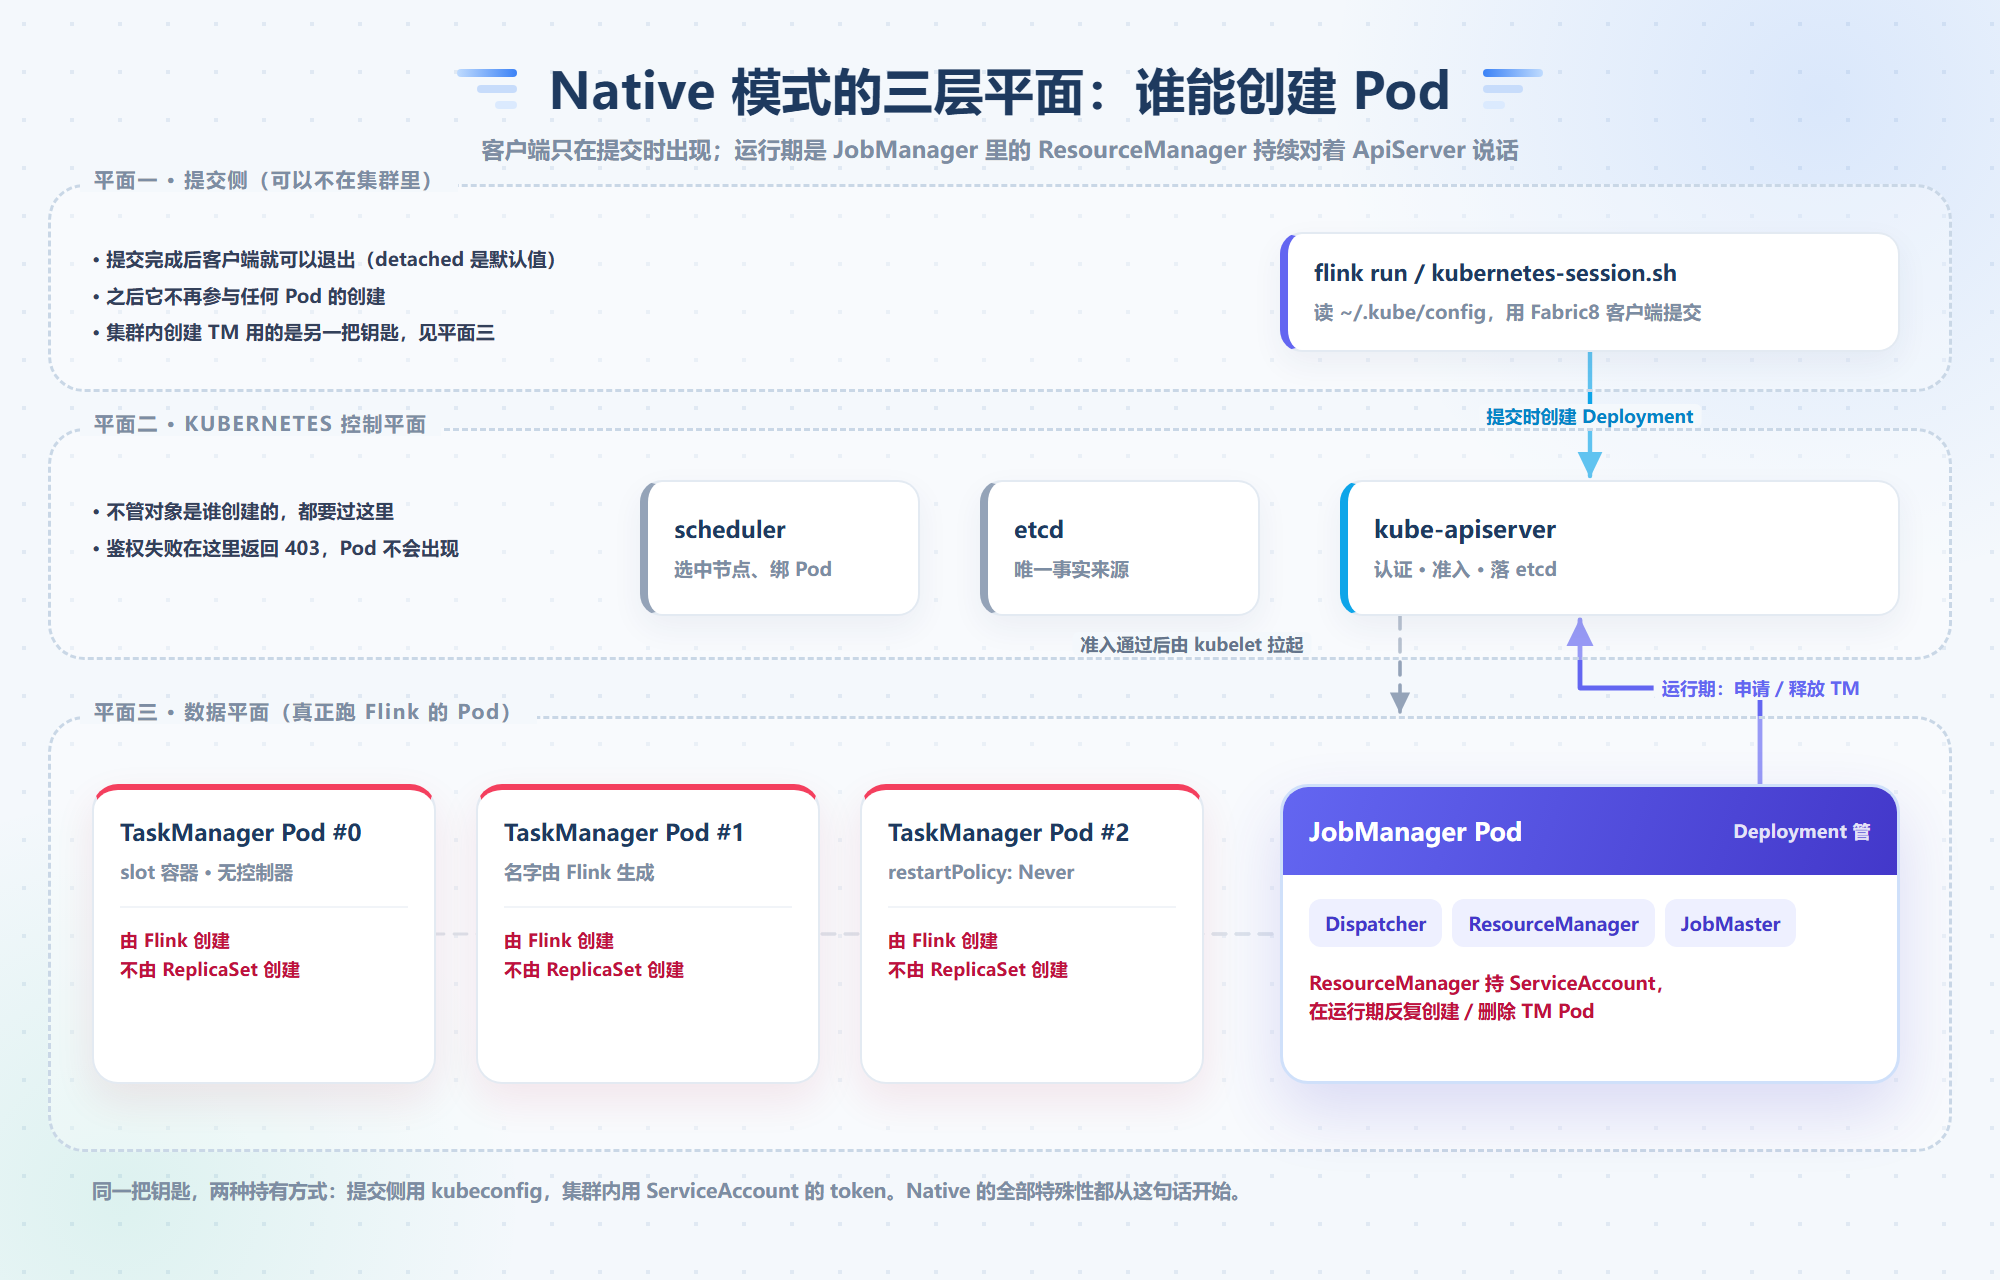 Native 模式的三层平面：谁能创建 Pod
客户端只在提交时出现；运行期是 JobManager 里的 ResourceManager 持续对着 ApiServer 说话
平面一 • 提交侧（可以不在集群里）
• 提交完成后客户端就可以退出（detached 是默认值）
• 之后它不再参与任何 Pod 的创建
• 集群内创建 TM 用的是另一把钥匙，见平面三
flink run / kubernetes-session.sh
读 ~/.kube/config，用 Fabric8 客户端提交
提交时创建 Deployment
平面二 • KUBERNETES 控制平面
• 不管对象是谁创建的，都要过这里
• 鉴权失败在这里返回 403，Pod 不会出现
scheduler
选中节点、绑 Pod
etcd
唯一事实来源
kube-apiserver
认证 • 准入 • 落 etcd
准入通过后由 kubelet 拉起
运行期：申请 / 释放 TM
平面三 • 数据平面（真正跑 Flink 的 Pod）
TaskManager Pod #0
slot 容器 • 无控制器
由 Flink 创建
不由 ReplicaSet 创建
TaskManager Pod #1
名字由 Flink 生成
由 Flink 创建
不由 ReplicaSet 创建
TaskManager Pod #2
restartPolicy: Never
由 Flink 创建
不由 ReplicaSet 创建
JobManager Pod
Deployment 管
Dispatcher
ResourceManager
JobMaster
ResourceManager 持 ServiceAccount，
在运行期反复创建 / 删除 TM Pod
同一把钥匙，两种持有方式：提交侧用 kubeconfig，集群内用 ServiceAccount 的 token。Native 的全部特殊性都从这句话开始。